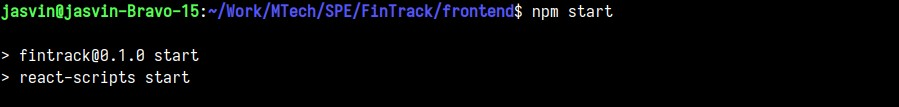 jasvin@jasvin-Bravo-15:~/Work/MTech/SPE/FinTrack/frontend$ npm start
> fintrack@0.1.0 start
> react-scripts start